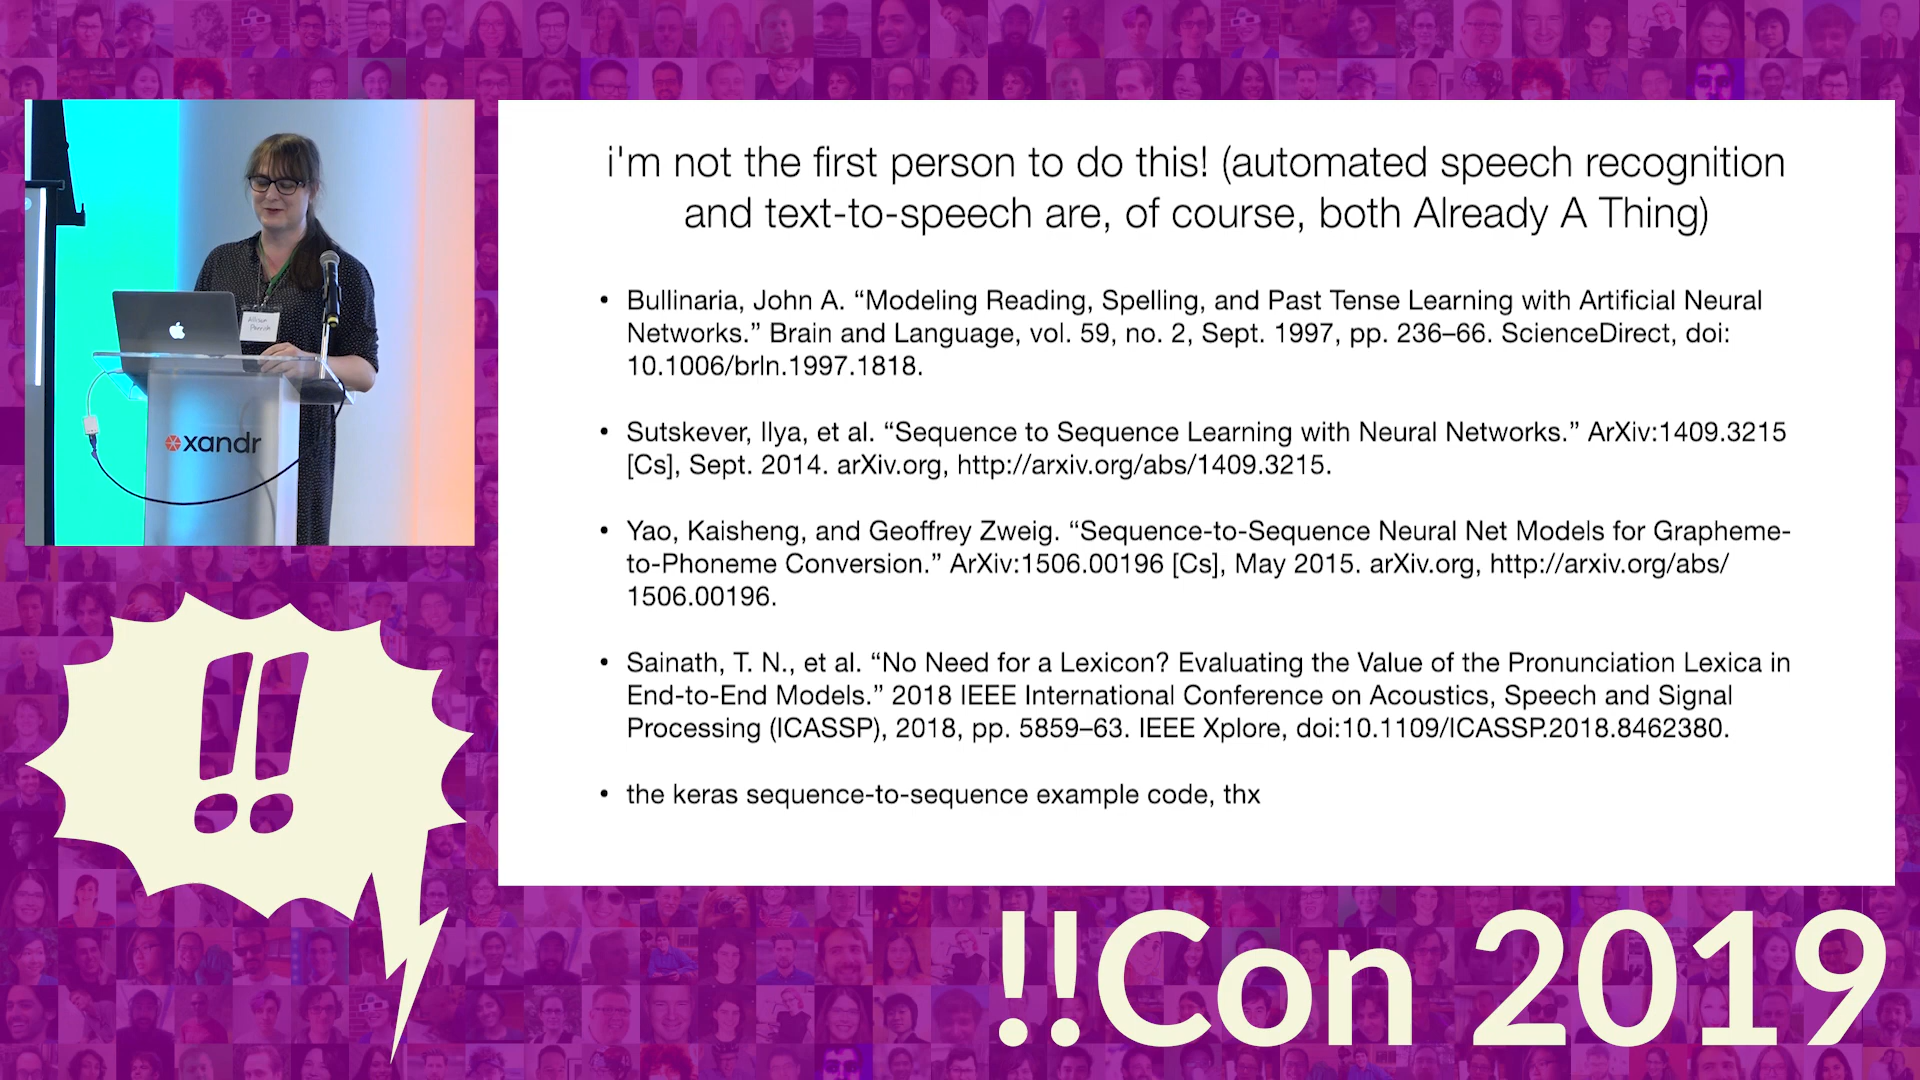 i'm not the first person to do this! (automated speech recognition
and text-to-speech are, of course, both Already A Thing)
• Bullinaria, John A. “Modeling Reading, Spelling, and Past Tense Learning with Artificial Neural
Networks.” Brain and Language, vol. 59, no. 2, Sept. 1997, pp. 236–66. ScienceDirect, doi:
10.1006/brln.1997.1818.
• Sutskever, Ilya, et al. “Sequence to Sequence Learning with Neural Networks.” ArXiv:1409.3215
[Cs], Sept. 2014. arXiv.org, http://arxiv.org/abs/1409.3215.
• Yao, Kaisheng, and Geoffrey Zweig. “Sequence-to-Sequence Neural Net Models for Grapheme-
to-Phoneme Conversion.” ArXiv:1506.00196 [Cs], May 2015. arXiv.org, http://arxiv.org/abs/
1506.00196.
• Sainath, T. N., et al. “No Need for a Lexicon? Evaluating the Value of the Pronunciation Lexica in
End-to-End Models.” 2018 IEEE International Conference on Acoustics, Speech and Signal
Processing (ICASSP), 2018, pp. 5859–63. IEEE Xplore, doi:10.1109/ICASSP.2018.8462380.
• the keras sequence-to-sequence example code, thx
xandr
!!
!!Con 2019